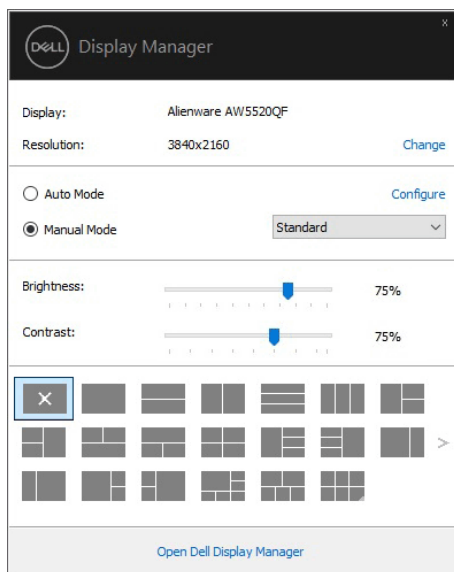 x
DELL Display Manager
Display: Alienware AW5520QF
Resolution: 3840x2160 Change
Auto Mode Configure
Manual Mode Standard
Brightness: 75%
Contrast: 75%
Open Dell Display Manager